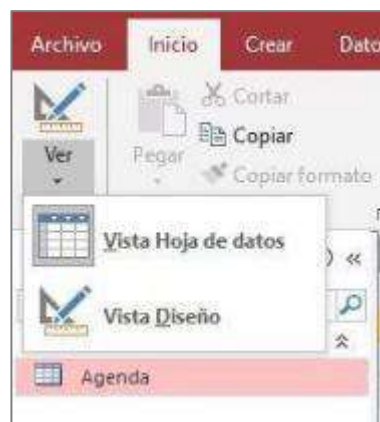 Archivo Inicio Crear Dato
Cortar
Copiar
Ver Pegar
Copiar formato
Vista Hoja de datos
«
Vista Diseño
Agenda